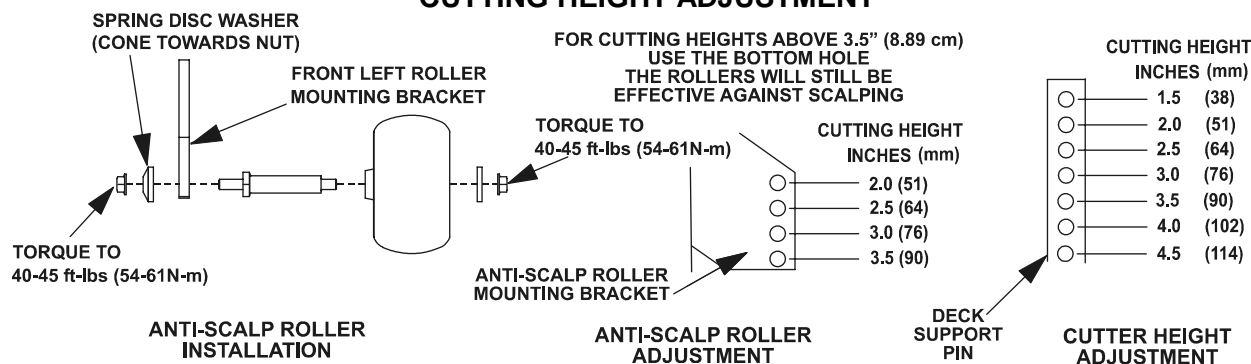 CUTTING HEIGHT ADJUSTMENT
SPRING DISC WASHER
(CONE TOWARDS NUT)
FRONT LEFT ROLLER
MOUNTING BRACKET
TORQUE TO
40-45 ft-lbs (54-61N-m)
TORQUE TO
40-45 ft-lbs (54-61N-m)
ANTI-SCALP ROLLER
INSTALLATION
FOR CUTTING HEIGHTS ABOVE 3.5” (8.89 cm)
USE THE BOTTOM HOLE
THE ROLLERS WILL STILL BE
EFFECTIVE AGAINST SCALPING
CUTTING HEIGHT
INCHES (mm)
2.0 (51)
2.5 (64)
3.0 (76)
3.5 (90)
ANTI-SCALP ROLLER
MOUNTING BRACKET
ANTI-SCALP ROLLER
ADJUSTMENT
CUTTING HEIGHT
INCHES (mm)
1.5 (38)
2.0 (51)
2.5 (64)
3.0 (76)
3.5 (90)
4.0 (102)
4.5 (114)
DECK
SUPPORT
PIN
CUTTER HEIGHT
ADJUSTMENT